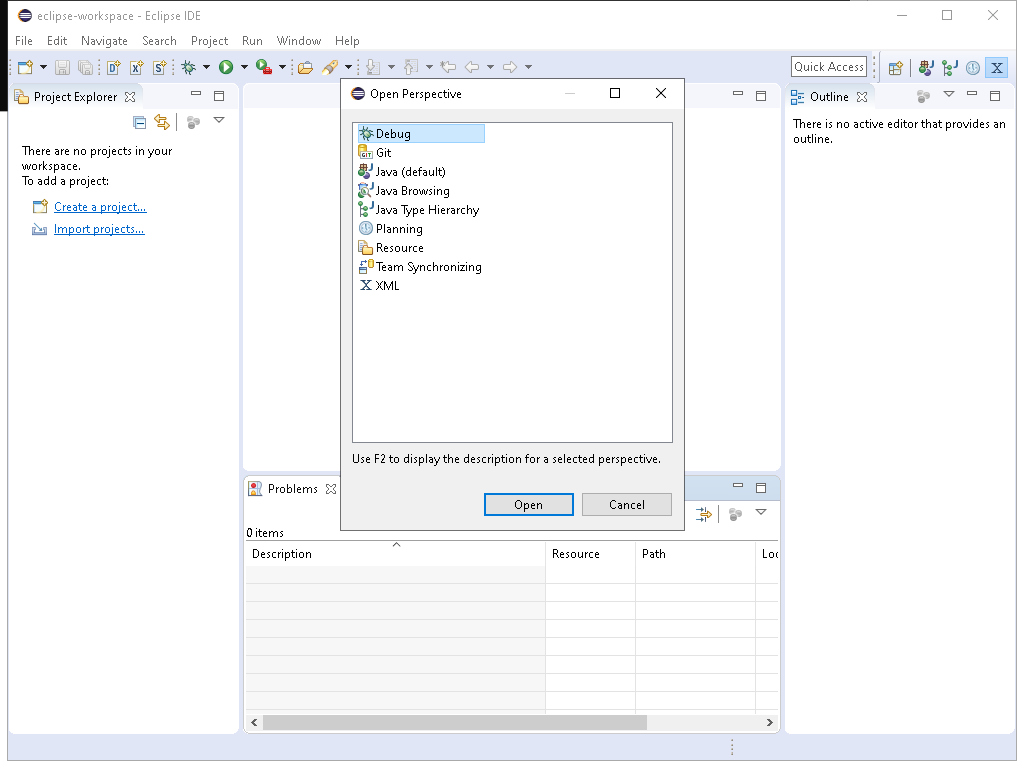 eclipse-workspace - Eclipse IDE
File Edit Navigate Search Project Run Window Help
Quick Access
Project Explorer
There are no projects in your
workspace.
To add a project:
Create a project...
Import projects...
Open Perspective
Debug
Git
Java (default)
Java Browsing
Java Type Hierarchy
Planning
Resource
Team Synchronizing
XML
Use F2 to display the description for a selected perspective.
Open Cancel
Outline
There is no active editor that provides an
outline.
Problems
0 items
Description Resource Path Loc